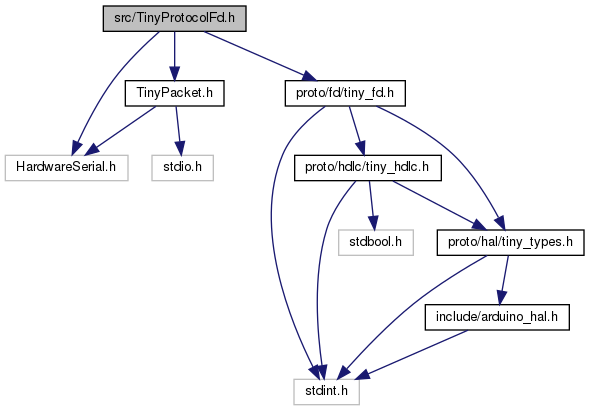 src/TinyProtocolFd.h
TinyPacket.h
proto/fd/tiny_fd.h
HardwareSerial.h
stdio.h
proto/hdlc/tiny_hdlc.h
stdbool.h
proto/hal/tiny_types.h
include/arduino_hal.h
stdint.h